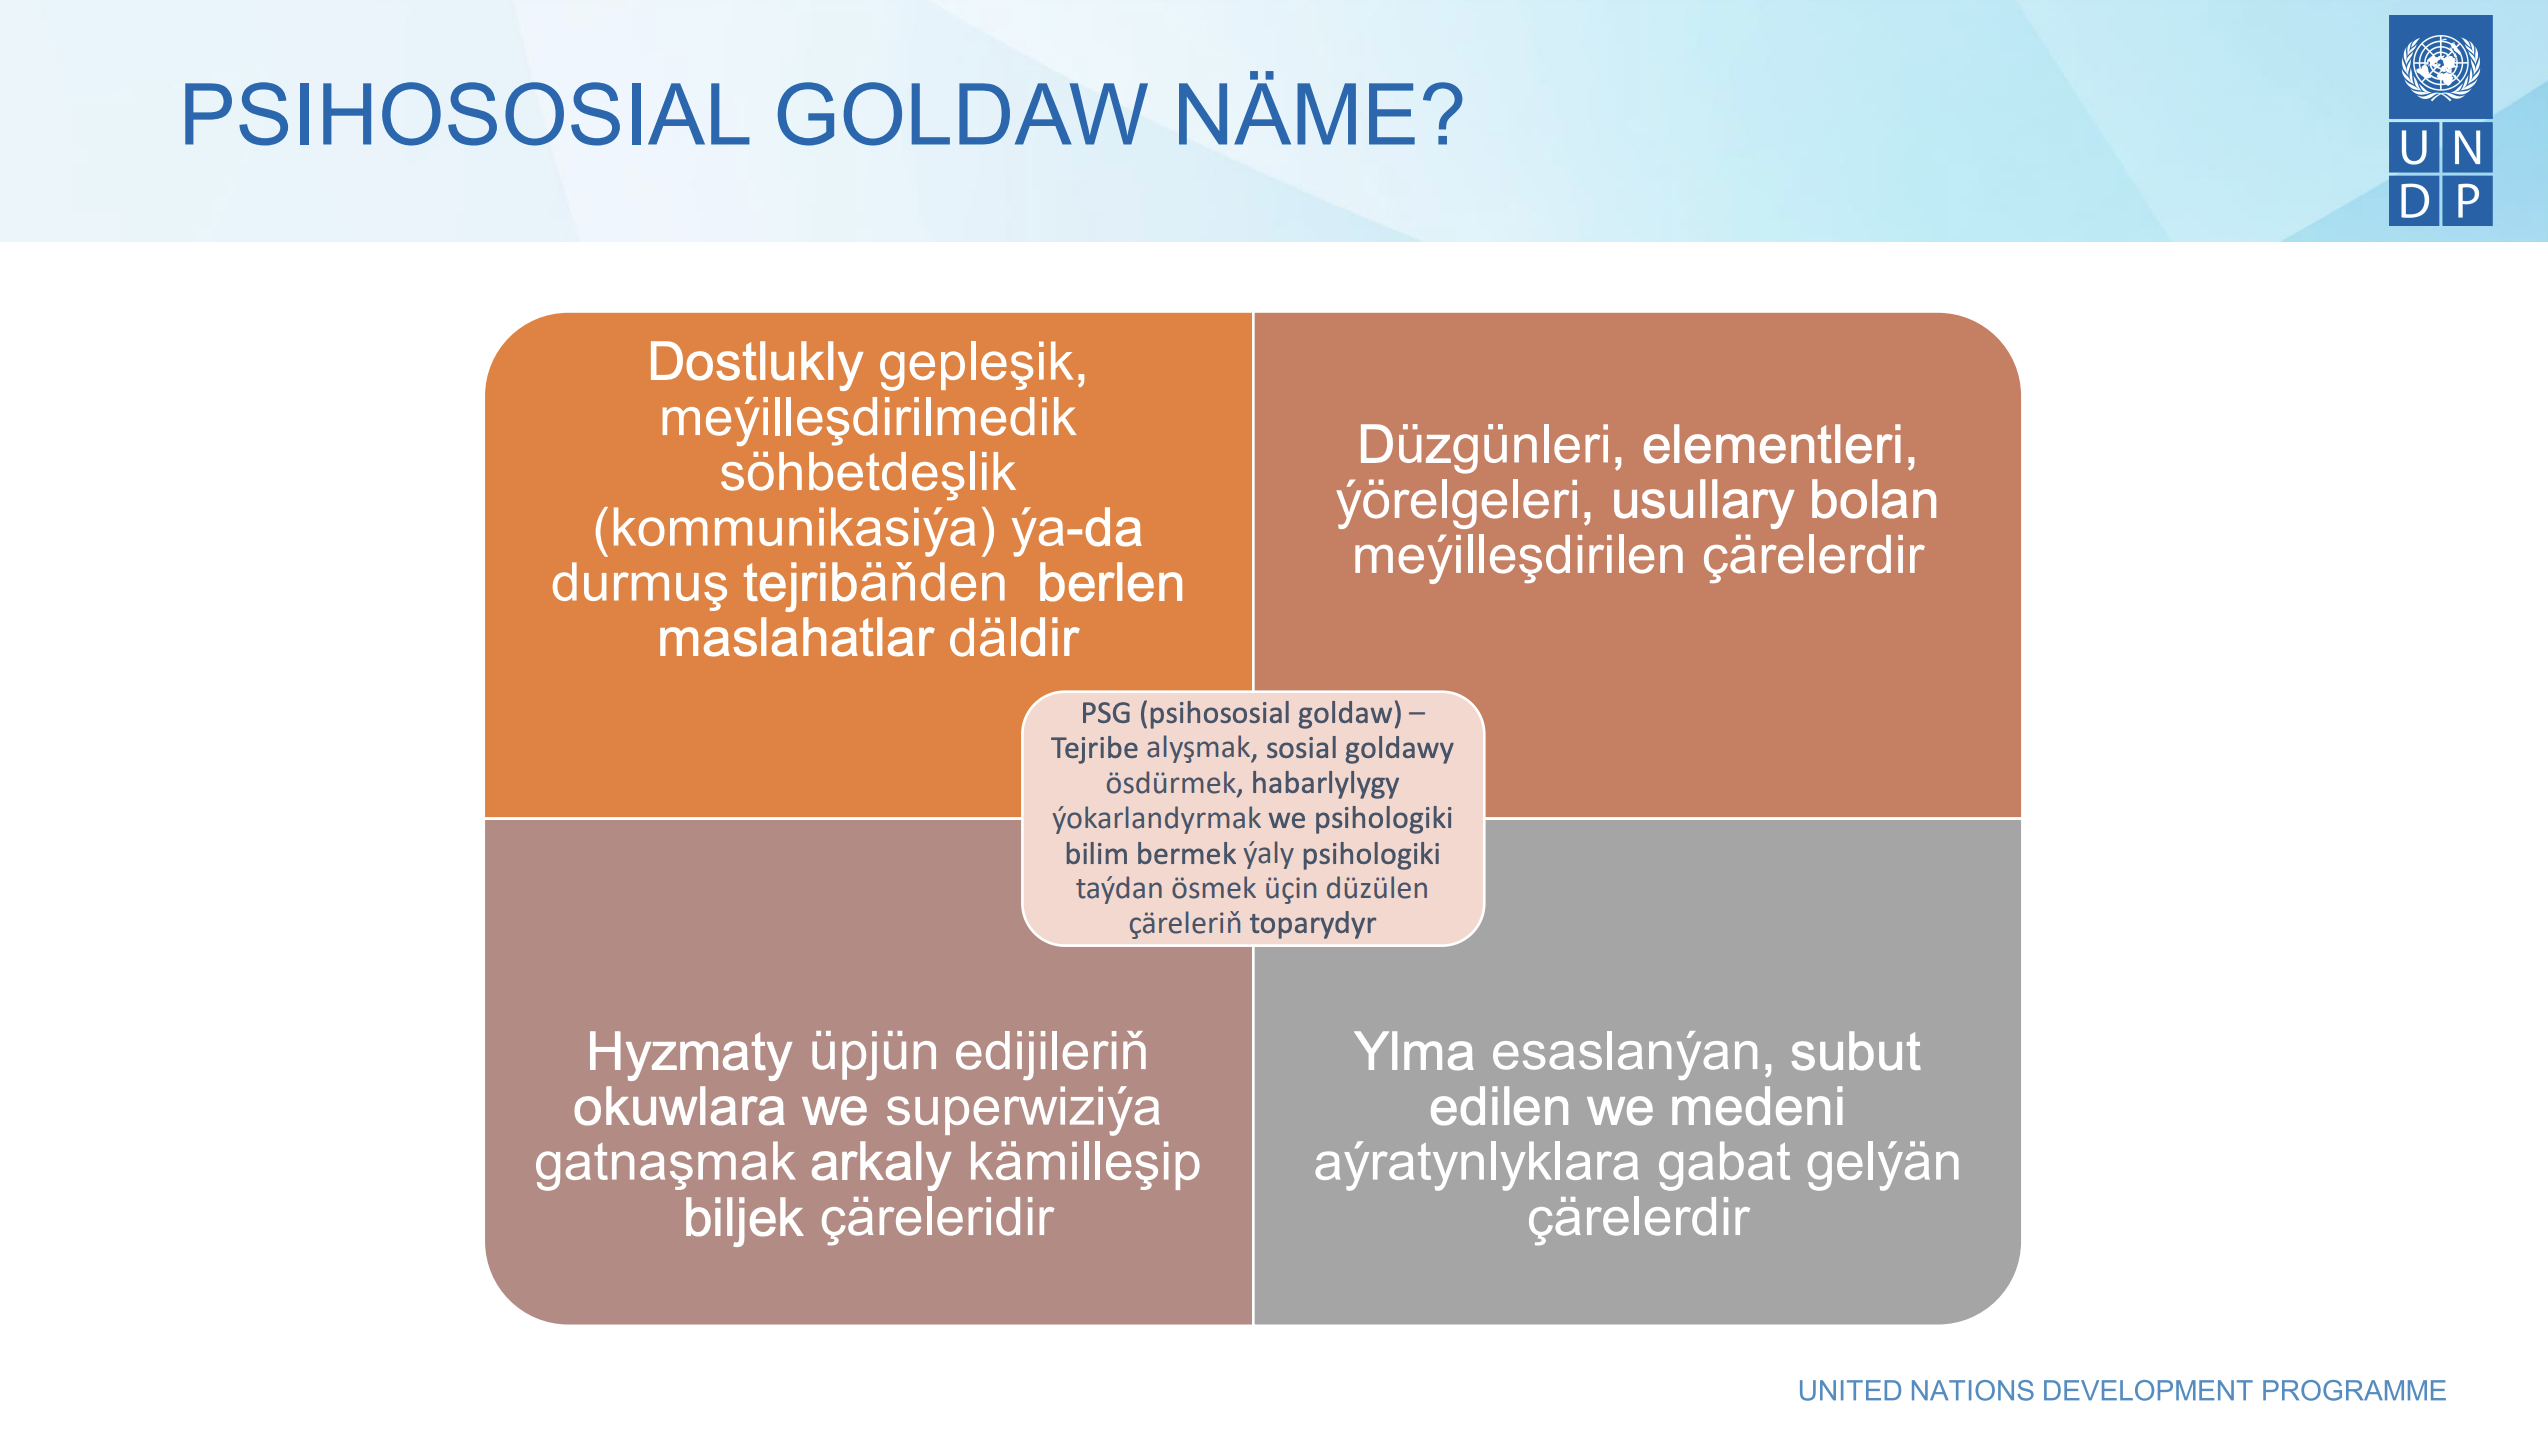 PSIHOSOSIAL GOLDAW NÄME?
U N
D P
Dostlukly gepleşik,
meýilleşdirilmedik
söhbetdeşlik
(kommunikasiýa) ýa-da
durmuş tejribäňden berlen
maslahatlar däldir
Düzgünleri, elementleri,
ýörelgeleri, usullary bolan
meýilleşdirilen çärelerdir
PSG (psihososial goldaw) –
Tejribe alyşmak, sosial goldawy
ösdürmek, habarlylygy
ýokarlandyrmak we psihologiki
bilim bermek ýaly psihologiki
taýdan ösmek üçin düzülen
çäreleriň toparydyr
Hyzmaty üpjün edijileriň
okuwlara we superwiziýa
gatnaşmak arkaly kämilleşip
biljek çäreleridir
Ylma esaslanýan, subut
edilen we medeni
aýratynlyklara gabat gelýän
çärelerdir
UNITED NATIONS DEVELOPMENT PROGRAMME